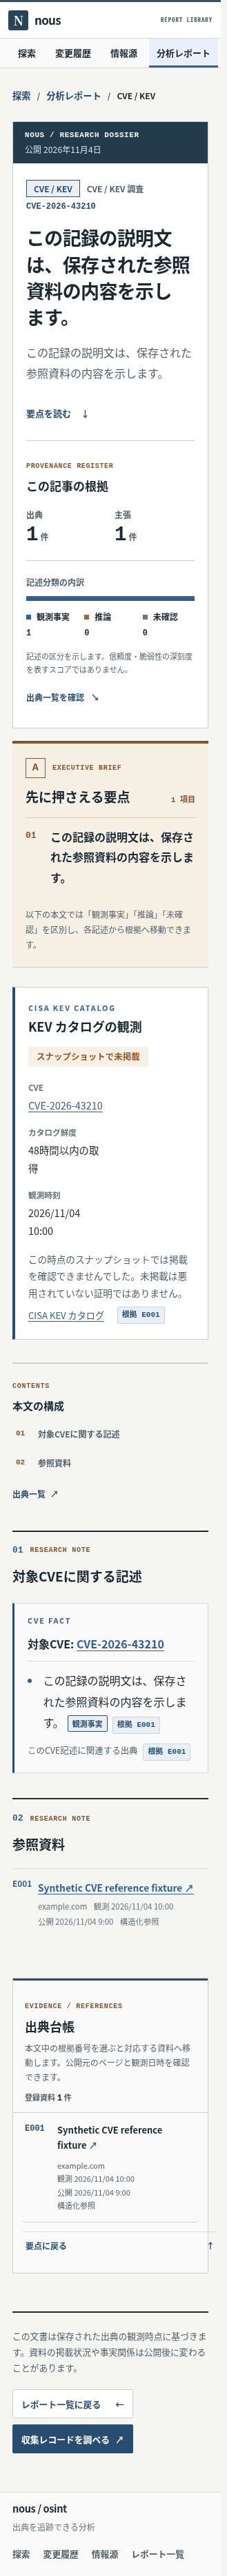 N nous REPORT LIBRARY
探索 変更履歴 情報源 分析レポート
探索 / 分析レポート / CVE / KEV
NOUS / RESEARCH DOSSIER
公開 2026年11月4日
CVE / KEV CVE / KEV 調査
CVE-2026-43210
この記録の説明文
は、保存された参照
資料の内容を示し
ます。
この記録の説明文は、保存された
参照資料の内容を示します。
要点を読む ↓
PROVENANCE REGISTER
この記事の根拠
出典 主張
1 件 1 件
記述分類の内訳
観測事実 推論 未確認
1 0 0
記述の区分を示します。信頼度・脆弱性の深刻度
を表すスコアではありません。
出典一覧を確認 ↘
A EXECUTIVE BRIEF
先に押さえる要点 1 項目
01 この記録の説明文は、保存さ
れた参照資料の内容を示しま
す。
以下の本文では「観測事実」「推論」「未確
認」を区別し、各記述から根拠へ移動できま
す。
CISA KEV CATALOG
KEV カタログの観測
スナップショットで未掲載
CVE
CVE-2026-43210
カタログ鮮度
48時間以内の取
得
観測時刻
2026/11/04
10:00
この時点のスナップショットでは掲載
を確認できませんでした。未掲載は悪
用されていない証明ではありません。
CISA KEV カタログ 根拠 E001
CONTENTS
本文の構成
01 対象CVEに関する記述
02 参照資料
出典一覧 ↗
01 RESEARCH NOTE
対象CVEに関する記述
CVE FACT
対象CVE: CVE-2026-43210
この記録の説明文は、保存さ
れた参照資料の内容を示しま
す。 観測事実 根拠 E001
このCVE記述に関連する出典 根拠 E001
02 RESEARCH NOTE
参照資料
E001 Synthetic CVE reference fixture ↗
example.com 観測 2026/11/04 10:00
公開 2026/11/04 9:00 構造化参照
EVIDENCE / REFERENCES
出典台帳
本文中の根拠番号を選ぶと対応する資料へ移
動します。公開元のページと観測日時を確認
できます。
登録資料 1 件
E001 Synthetic CVE reference
fixture ↗
example.com
観測 2026/11/04 10:00
公開 2026/11/04 9:00
構造化参照
要点に戻る ↑
この文書は保存された出典の観測時点に基づきま
す。資料の掲載状況や事実関係は公開後に変わる
ことがあります。
レポート一覧に戻る ←
収集レコードを調べる ↗
nous / osint
出典を追跡できる分析
探索 変更履歴 情報源 レポート一覧